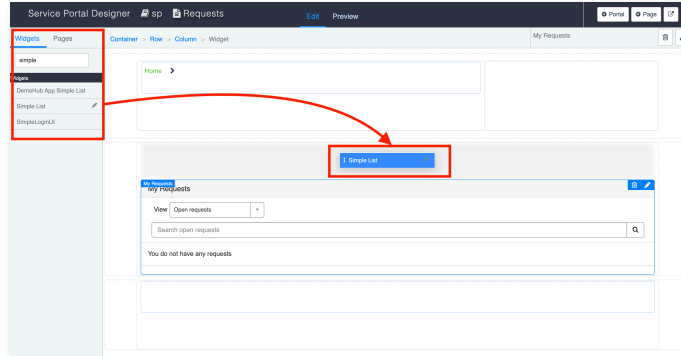 Service Portal Designer sp Requests Edit Preview Portal Page
Widgets Pages Container > Row > Column > Widget My Requests
simple
Widgets
DemoHub App Simple List
Simple List
SimpleLoginUI
Home
Simple List
My Requests
My Requests
View Open requests
Search open requests
You do not have any requests